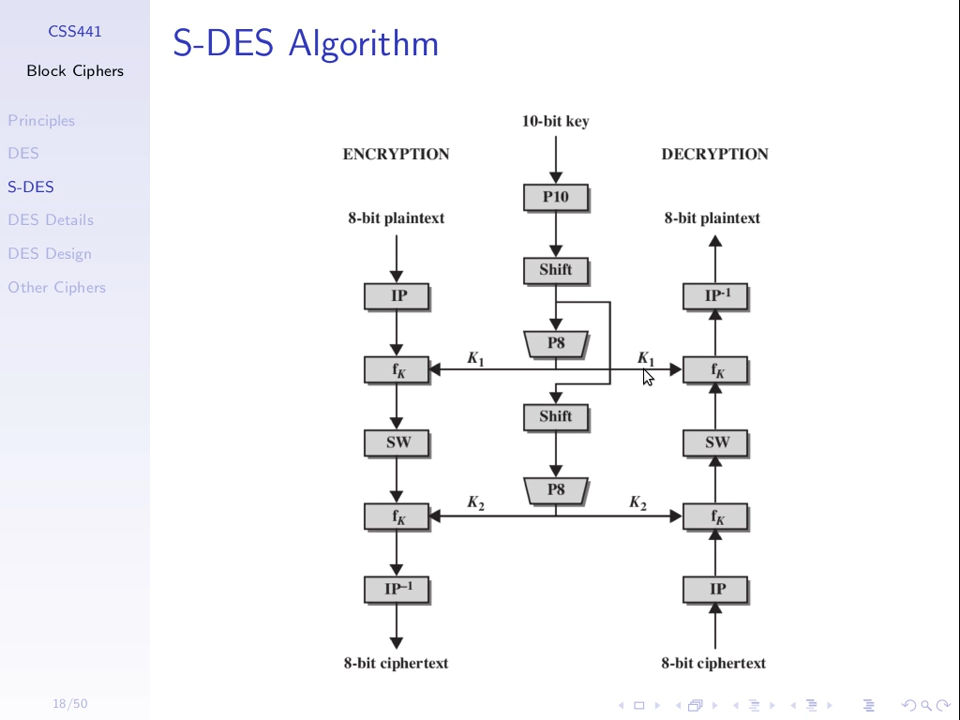 CSS441
Block Ciphers
Principles
DES
S-DES
DES Details
DES Design
Other Ciphers
18/50
S-DES Algorithm
10-bit key
ENCRYPTION
DECRYPTION
P10
8-bit plaintext
8-bit plaintext
Shift
IP
IP-1
P8
K1
K1
fK
fK
Shift
SW
SW
P8
K2
K2
fK
fK
IP–1
IP
8-bit ciphertext
8-bit ciphertext